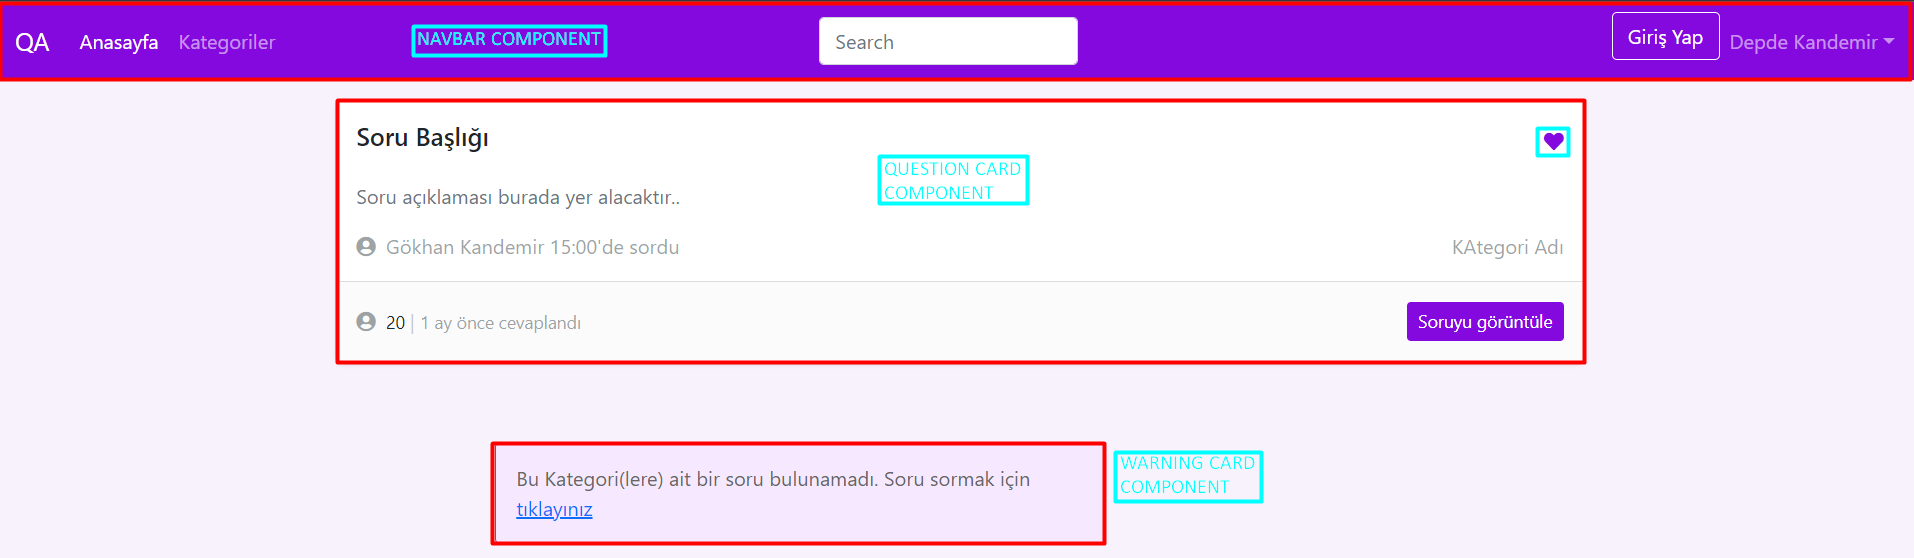 QA Anasayfa Kategoriler NAVBAR COMPONENT Search Giriş Yap Depde Kandemir
Soru Başlığı
QUESTION CARD
COMPONENT
Soru açıklaması burada yer alacaktır..
Gökhan Kandemir 15:00'de sordu KAtegori Adı
20 | 1 ay önce cevaplandı Soruyu görüntüle
Bu Kategori(lere) ait bir soru bulunamadı. Soru sormak için
tıklayınız
WARNING CARD
COMPONENT